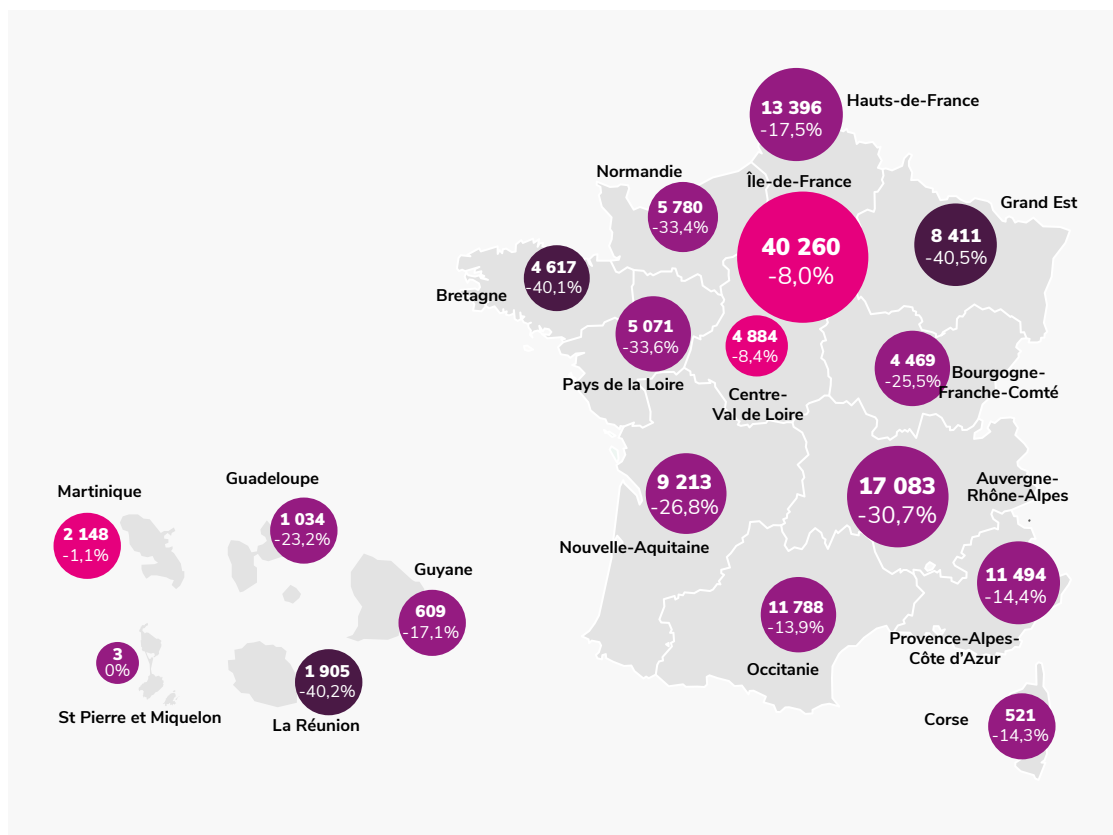 13 396
-17,5%
Hauts-de-France
Normandie
5 780
-33,4%
Île-de-France
40 260
-8,0%
Grand Est
8 411
-40,5%
4 617
-40,1%
Bretagne
5 071
-33,6%
Pays de la Loire
4 884
-8,4%
Centre-
Val de Loire
4 469
-25,5%
Bourgogne-
Franche-Comté
9 213
-26,8%
Nouvelle-Aquitaine
17 083
-30,7%
Auvergne-
Rhône-Alpes
11 494
-14,4%
Provence-Alpes-
Côte d'Azur
11 788
-13,9%
Occitanie
Corse
521
-14,3%
Martinique
2 148
-1,1%
Guadeloupe
1 034
-23,2%
Guyane
609
-17,1%
3
0%
St Pierre et Miquelon
1 905
-40,2%
La Réunion